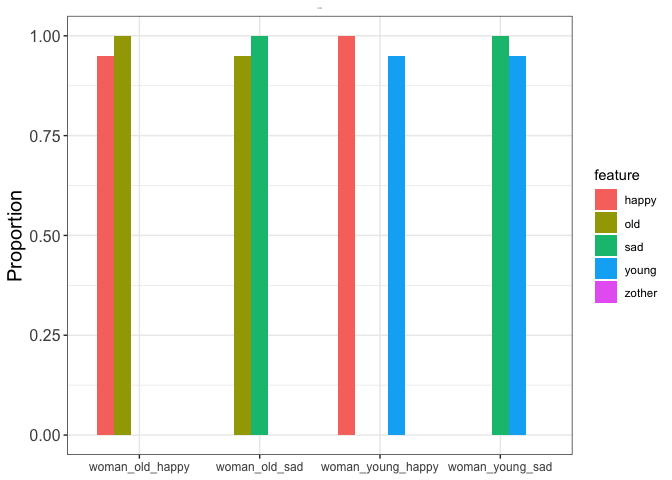 Proportion
1.00
0.75
0.50
0.25
0.00
woman_old_happy
woman_old_sad
woman_young_happy
woman_young_sad
feature
happy
old
sad
young
zother